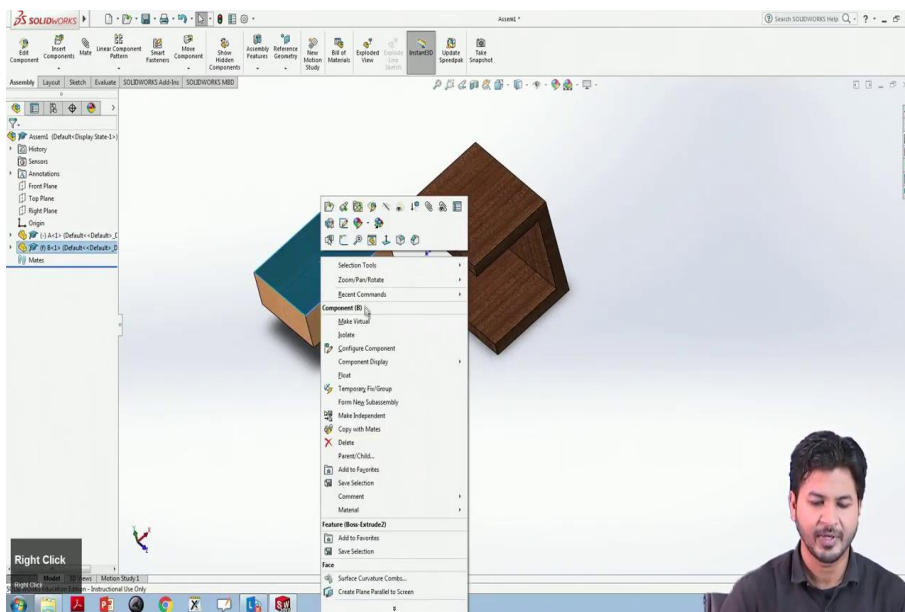 SOLIDWORKS
Assem1 *
Search SOLIDWORKS Help
Edit Component
Insert Components
Mate
Linear Component Pattern
Smart Fasteners
Move Component
Show Hidden Components
Assembly Features
Reference Geometry
New Motion Study
Bill of Materials
Exploded View
Explode Line Sketch
Instant3D
Update Speedpak
Take Snapshot
Assembly Layout Sketch Evaluate SOLIDWORKS Add-Ins SOLIDWORKS MBD
Assem1 (Default<Display State-1>)
History
Sensors
Annotations
Front Plane
Top Plane
Right Plane
Origin
(-) A<1> (Default<<Default>_D
(f) B<1> (Default<<Default>_D
Mates
Selection Tools
Zoom/Pan/Rotate
Recent Commands
Component (B)
Make Virtual
Isolate
Configure Component
Component Display
Float
Temporary Fix/Group
Form New Subassembly
Make Independent
Copy with Mates
Delete
Parent/Child...
Add to Favorites
Save Selection
Comment
Material
Feature (Boss-Extrude2)
Add to Favorites
Save Selection
Face
Surface Curvature Combs...
Create Plane Parallel to Screen
Right Click
Right Click
Model 3D Views Motion Study 1
Edition - Instructional Use Only